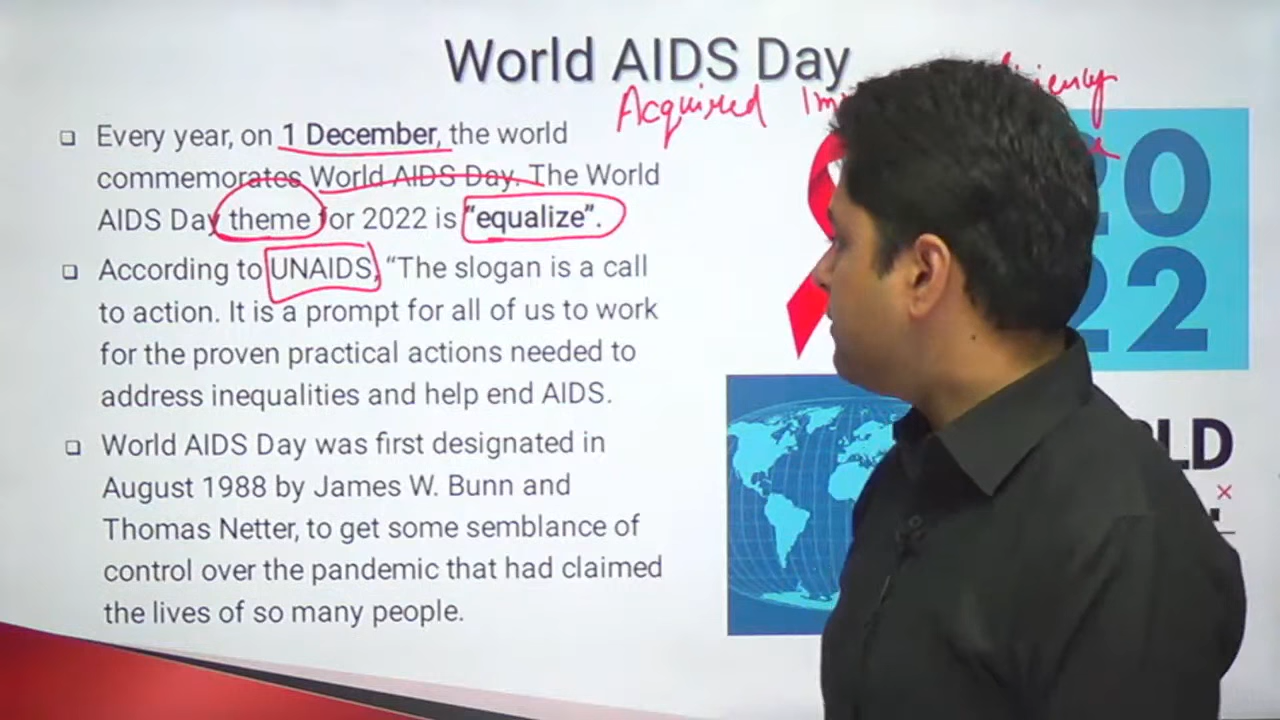 World AIDS Day
Acquired
Every year, on 1 December, the world
commemorates World AIDS Day. The World
AIDS Day theme for 2022 is “equalize”.
According to UNAIDS, “The slogan is a call
to action. It is a prompt for all of us to work
for the proven practical actions needed to
address inequalities and help end AIDS.
World AIDS Day was first designated in
August 1988 by James W. Bunn and
Thomas Netter, to get some semblance of
control over the pandemic that had claimed
the lives of so many people.
20
22
LD